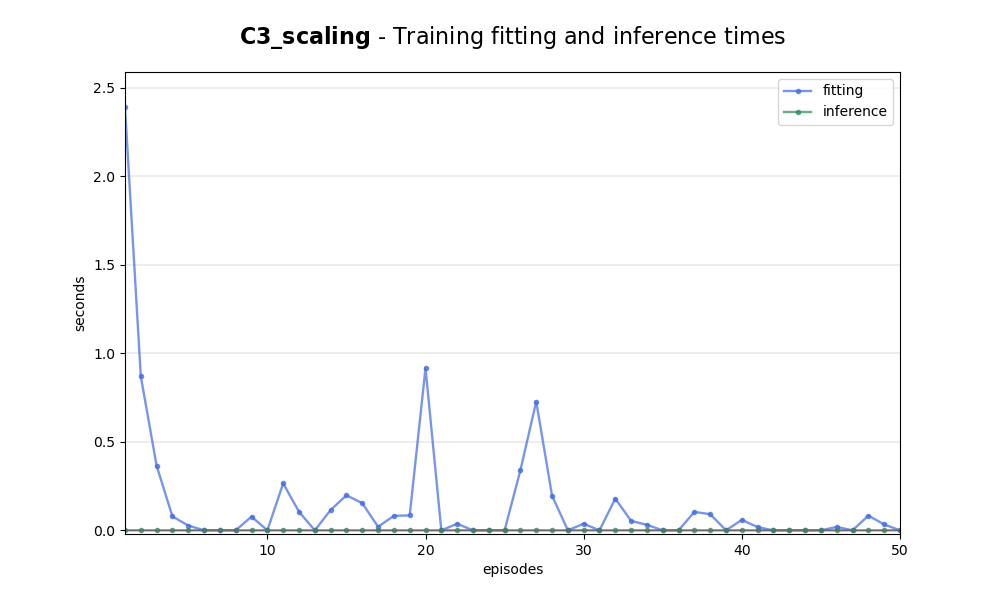 C3_scaling - Training fitting and inference times
fitting
inference
2.5
2.0
1.5
1.0
0.5
0.0
seconds
10 20 30 40 50
episodes